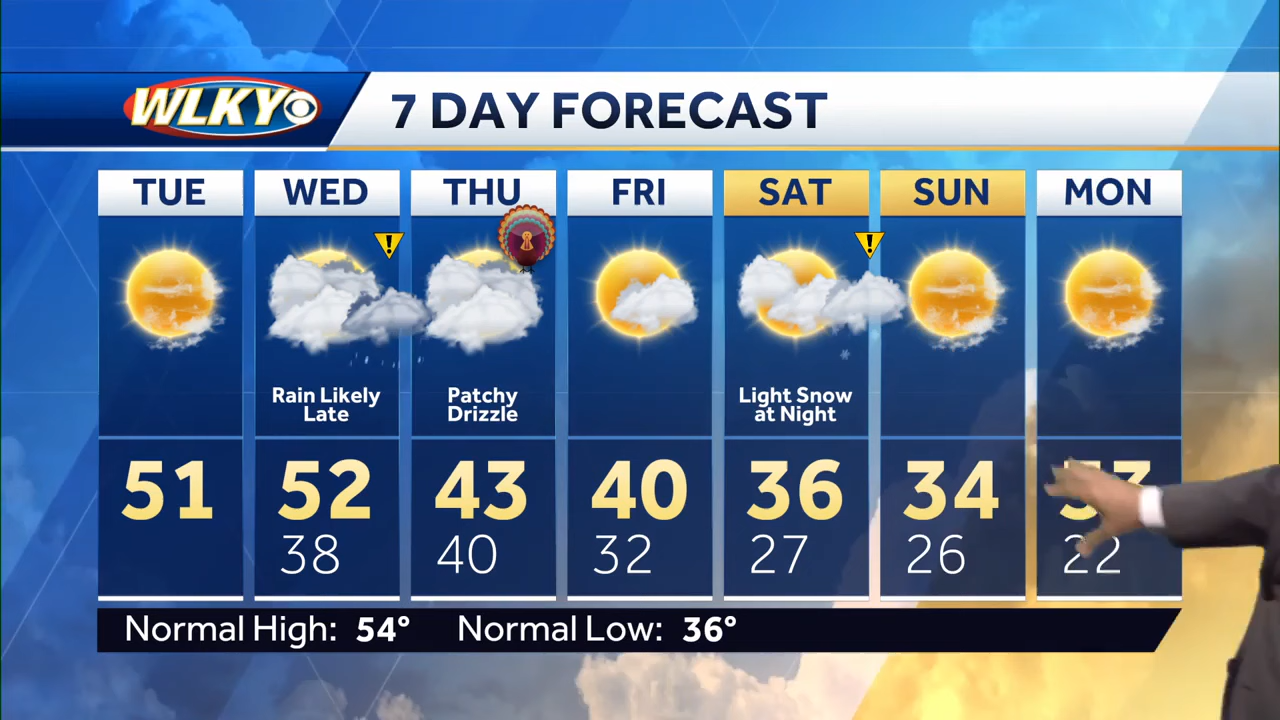 WLKY
7 DAY FORECAST
TUE WED THU FRI SAT SUN MON
Rain Likely
Late
Patchy
Drizzle
Light Snow
at Night
51 52 43 40 36 34
38 40 32 27 26 22
Normal High: 54° Normal Low: 36°